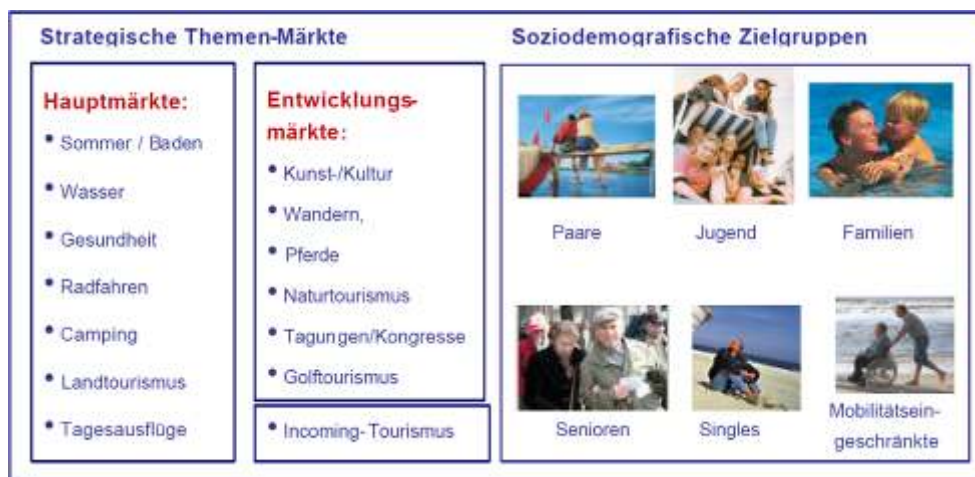 Strategische Themen-Märkte
Hauptmärkte:
• Sommer / Baden
• Wasser
• Gesundheit
• Radfahren
• Camping
• Landtourismus
• Tagesausflüge
Entwicklungs-
märkte:
• Kunst-/Kultur
• Wandern,
• Pferde
• Naturtourismus
• Tagungen/Kongresse
• Golftourismus
• Incoming-Tourismus
Soziodemografische Zielgruppen
Paare
Jugend
Familien
Senioren
Singles
Mobilitätsein-
geschränkte